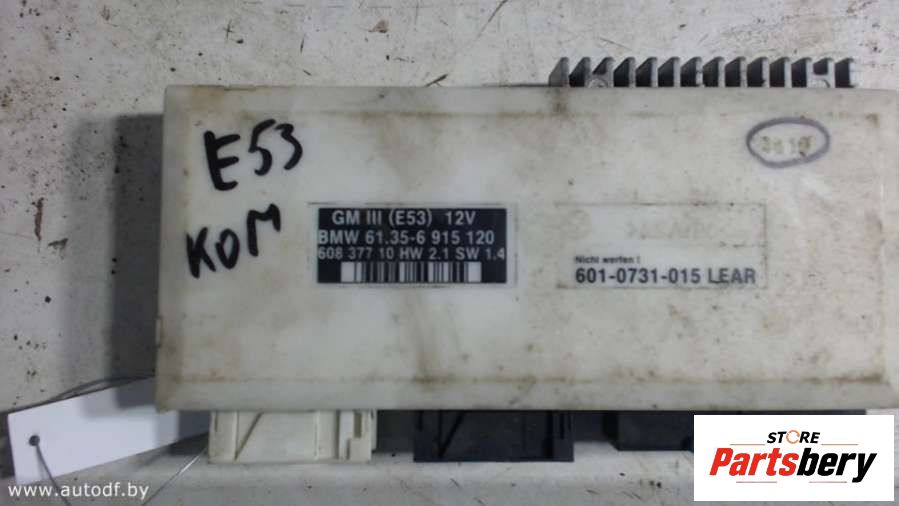 E53
КОМ
GM III (E53) 12V
BMW 61.35-6 915 120
608 377 10 HW 2.1 SW 1.4
Nicht werfen !
601-0731-015 LEAR
www.autodf.by
STORE
Partsbery